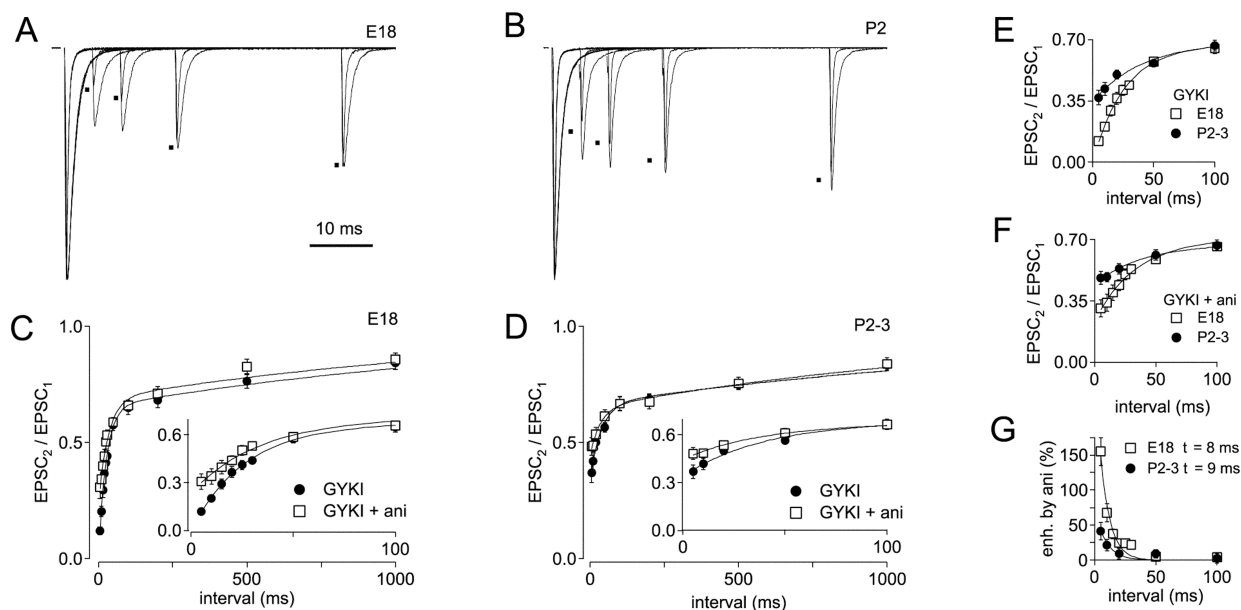 A
E18
10 ms
B
P2
C
E18
EPSC2 / EPSC1
1.0
0.5
0.0
0
500
1000
interval (ms)
0.6
0.3
0.0
0
100
GYKI
GYKI + ani
D
P2-3
EPSC2 / EPSC1
1.0
0.5
0.0
0
500
1000
interval (ms)
0.6
0.3
0.0
0
100
GYKI
GYKI + ani
E
EPSC2 / EPSC1
0.70
0.35
0.00
GYKI
E18
P2-3
0
50
100
interval (ms)
F
EPSC2 / EPSC1
0.70
0.35
0.00
GYKI + ani
E18
P2-3
0
50
100
interval (ms)
G
enh. by ani (%)
150
100
50
0
E18 t = 8 ms
P2-3 t = 9 ms
0
50
100
interval (ms)